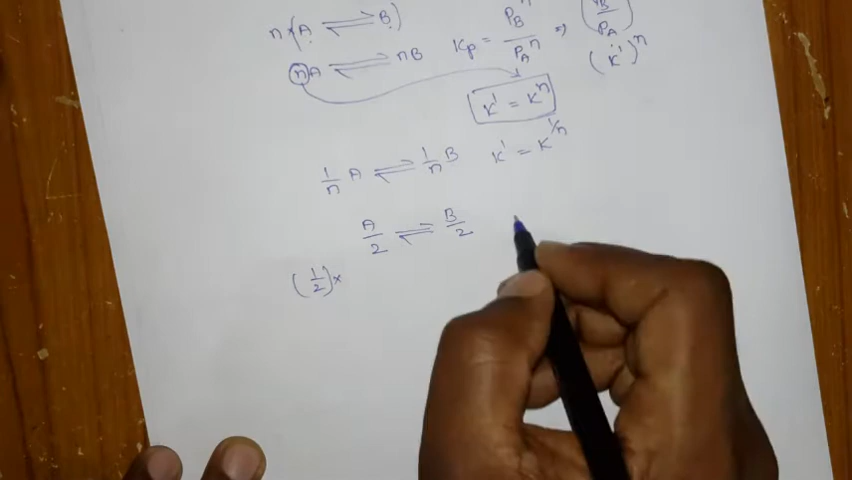 n × (A ⇌ B)
Kp = P_B^n / P_A^n ⇒ (P_B / P_A)
nA ⇌ nB
(K')^n
K' = K^n
1/n A ⇌ 1/n B K' = K^1/n
A/2 ⇌ B/2
(1/2) ×